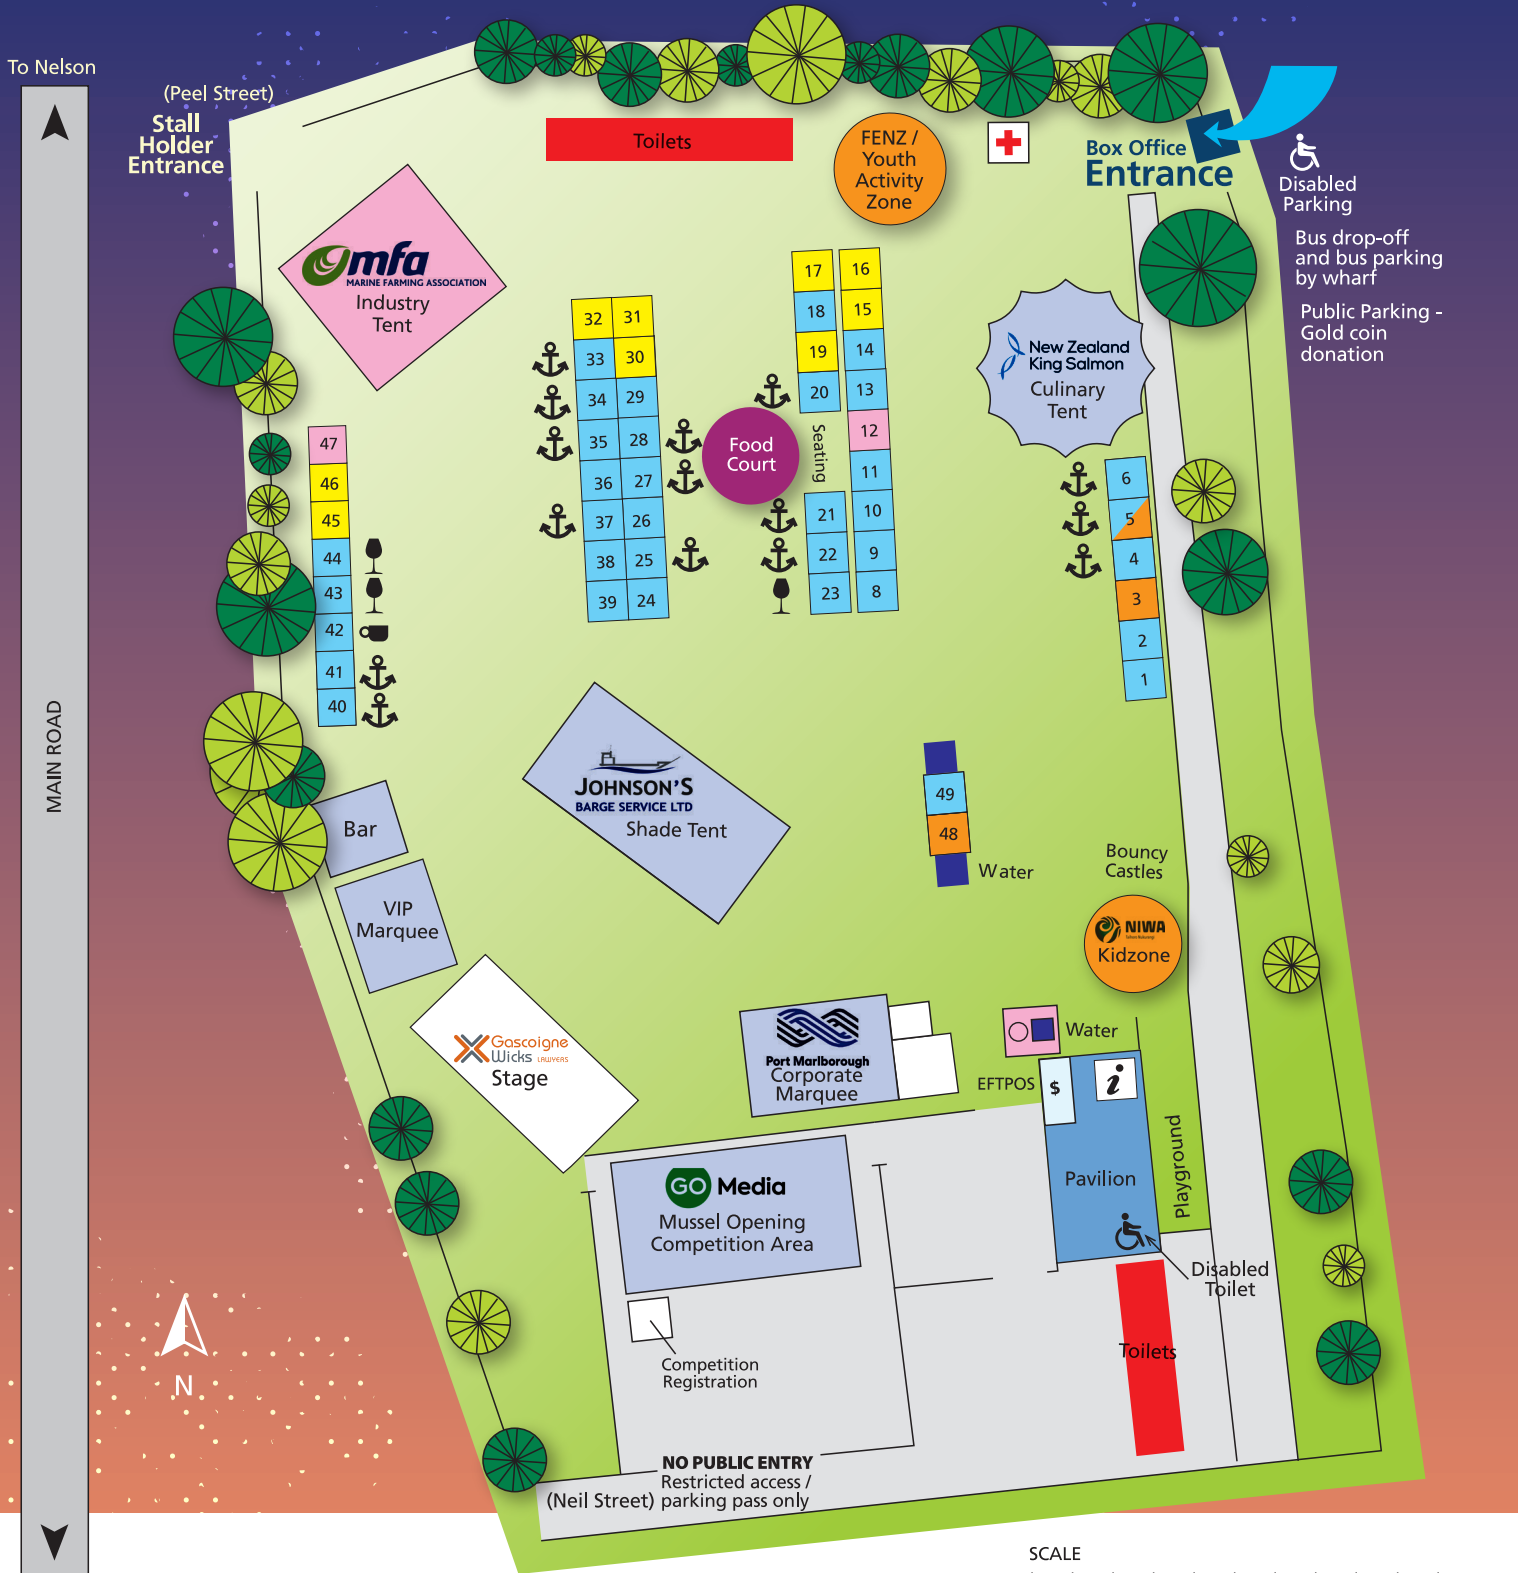 To Nelson
(Peel Street)
Stall
Holder
Entrance
MAIN ROAD
Toilets
FENZ /
Youth
Activity
Zone
Box Office
Entrance
Disabled
Parking
Bus drop-off
and bus parking
by wharf
Public Parking -
Gold coin
donation
mfa
MARINE FARMING ASSOCIATION
Industry
Tent
New Zealand
King Salmon
Culinary
Tent
17
16
18
15
19
14
20
13
12
11
21
10
22
9
23
8
Seating
Food
Court
32
31
33
30
34
29
35
28
36
27
37
26
38
25
39
24
47
46
45
44
43
42
41
40
6
5
4
3
2
1
JOHNSON'S
BARGE SERVICE LTD
Shade Tent
49
48
Water
Bouncy
Castles
NIWA
Kidzone
Bar
VIP
Marquee
Gascoigne
Wicks LAWYERS
Stage
Port Marlborough
Corporate
Marquee
Water
EFTPOS
$
i
Pavilion
Playground
Disabled
Toilet
Toilets
GO Media
Mussel Opening
Competition Area
Competition
Registration
NO PUBLIC ENTRY
Restricted access /
(Neil Street) parking pass only
N
SCALE